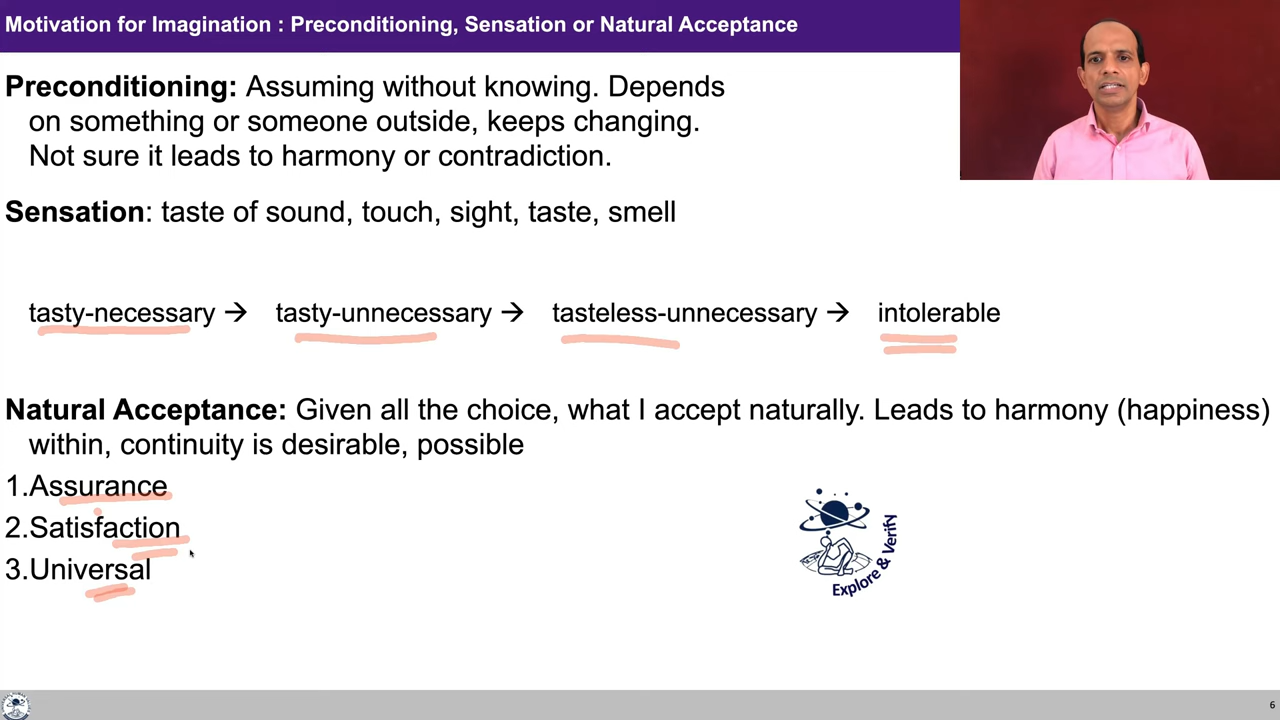 Motivation for Imagination : Preconditioning, Sensation or Natural Acceptance
Preconditioning: Assuming without knowing. Depends
on something or someone outside, keeps changing.
Not sure it leads to harmony or contradiction.
Sensation: taste of sound, touch, sight, taste, smell
tasty-necessary → tasty-unnecessary → tasteless-unnecessary → intolerable
Natural Acceptance: Given all the choice, what I accept naturally. Leads to harmony (happiness)
within, continuity is desirable, possible
1.Assurance
2.Satisfaction
3.Universal
Explore & Verify
6